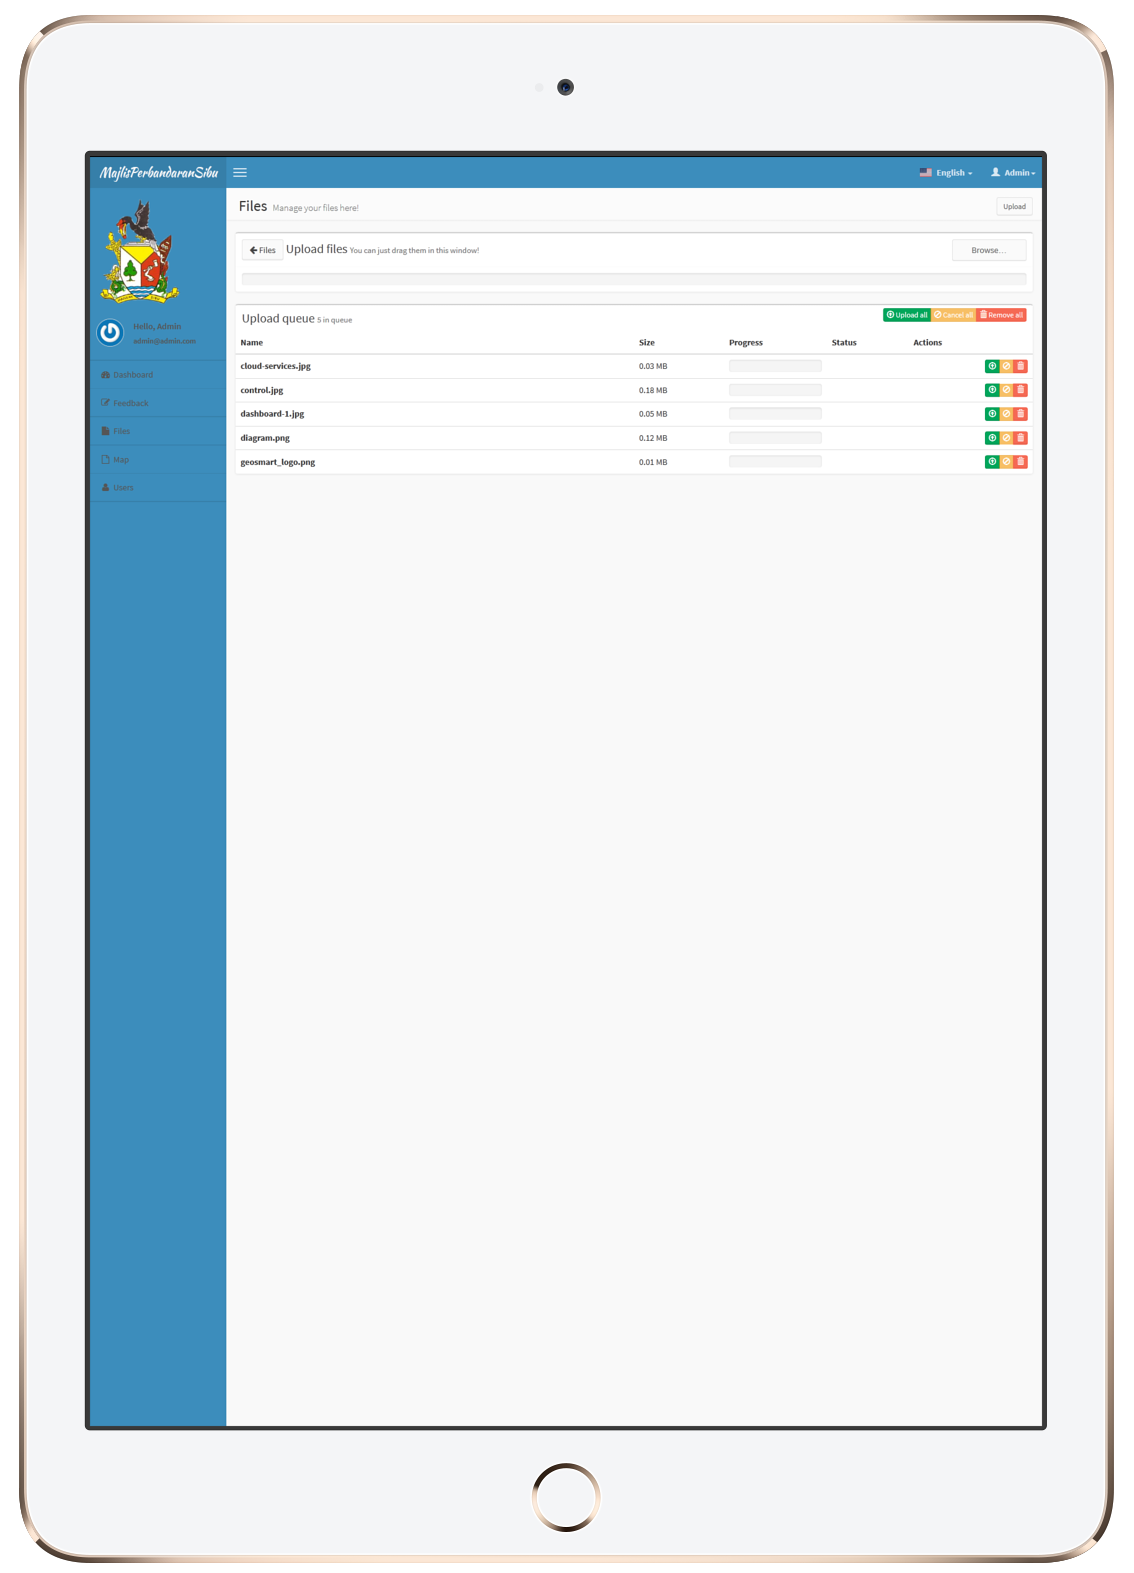 MajlisPerbandaranSibu
English
Admin
Files Manage your files here!
Upload
Hello, Admin
admin@admin.com
Dashboard
Feedback
Files
Map
Users
Files Upload files You can just drag them in this window!
Browse...
Upload queue 5 in queue
Upload all Cancel all Remove all
Name Size Progress Status Actions
cloud-services.jpg 0.03 MB
control.jpg 0.18 MB
dashboard-1.jpg 0.05 MB
diagram.png 0.12 MB
geosmart_logo.png 0.01 MB